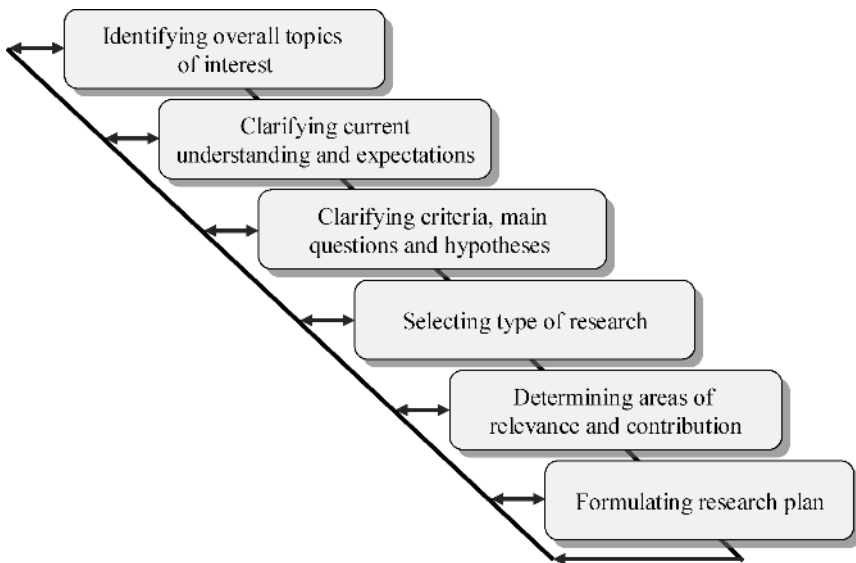 Identifying overall topics
of interest
Clarifying current
understanding and expectations
Clarifying criteria, main
questions and hypotheses
Selecting type of research
Determining areas of
relevance and contribution
Formulating research plan